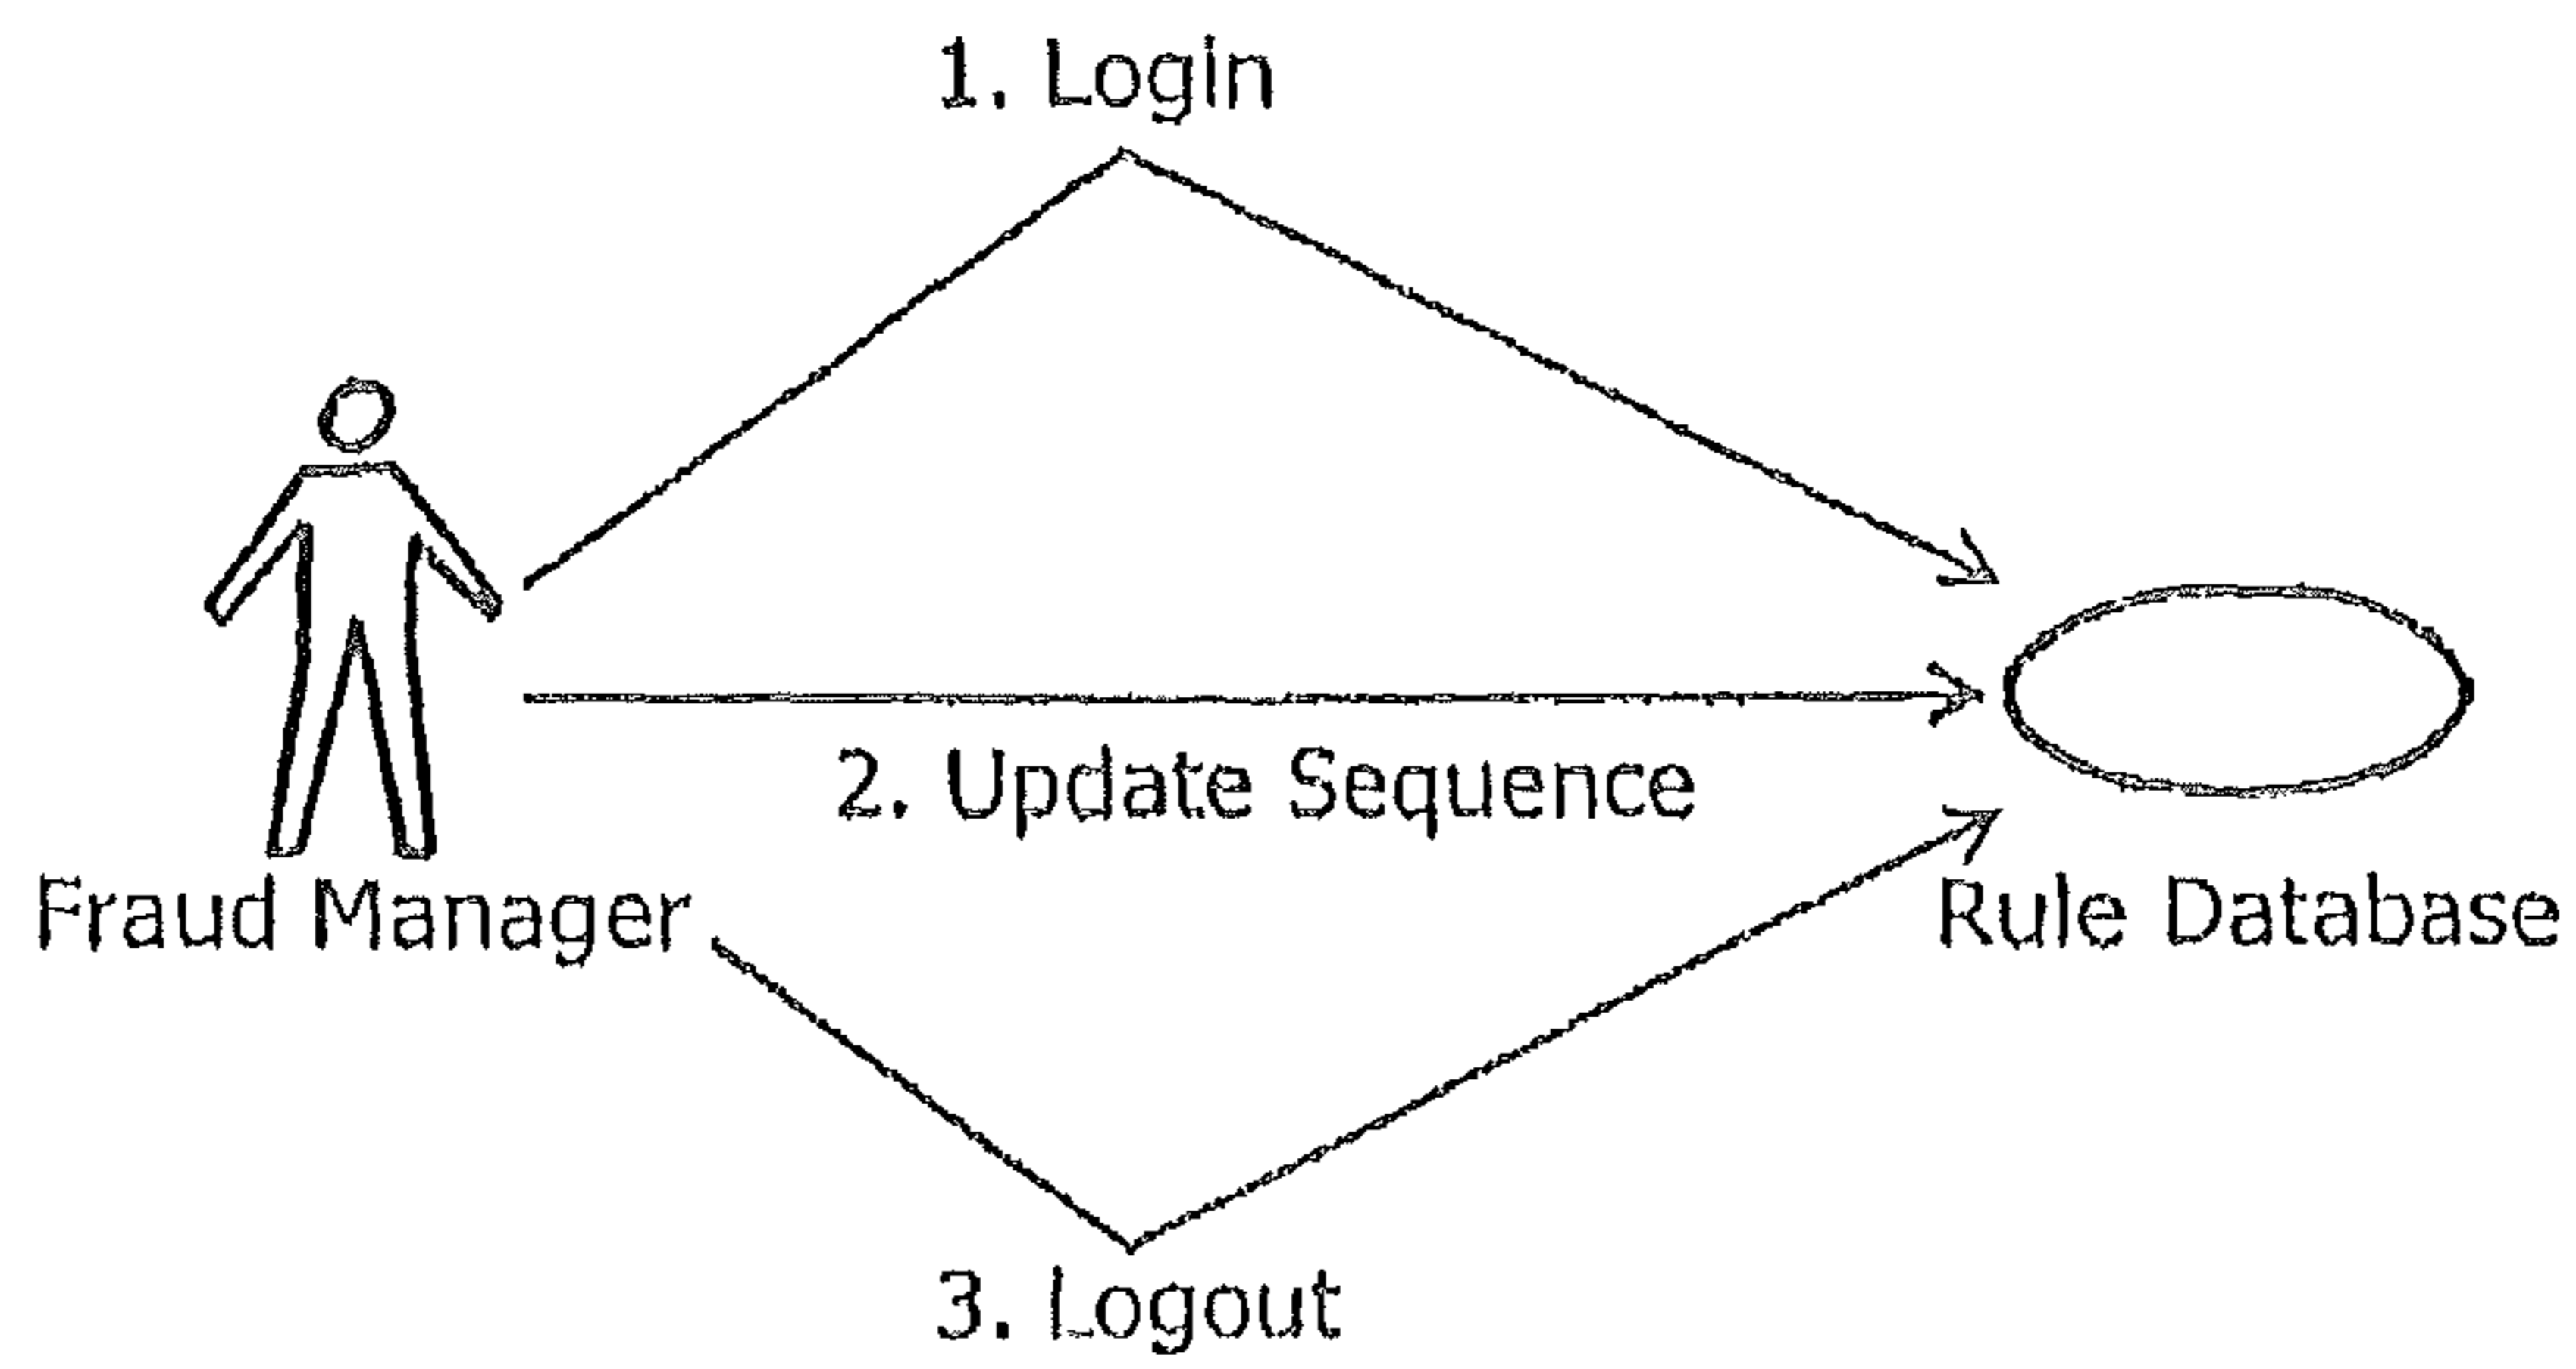 1. Login
2. Update Sequence
Fraud Manager
Rule Database
3. Logout